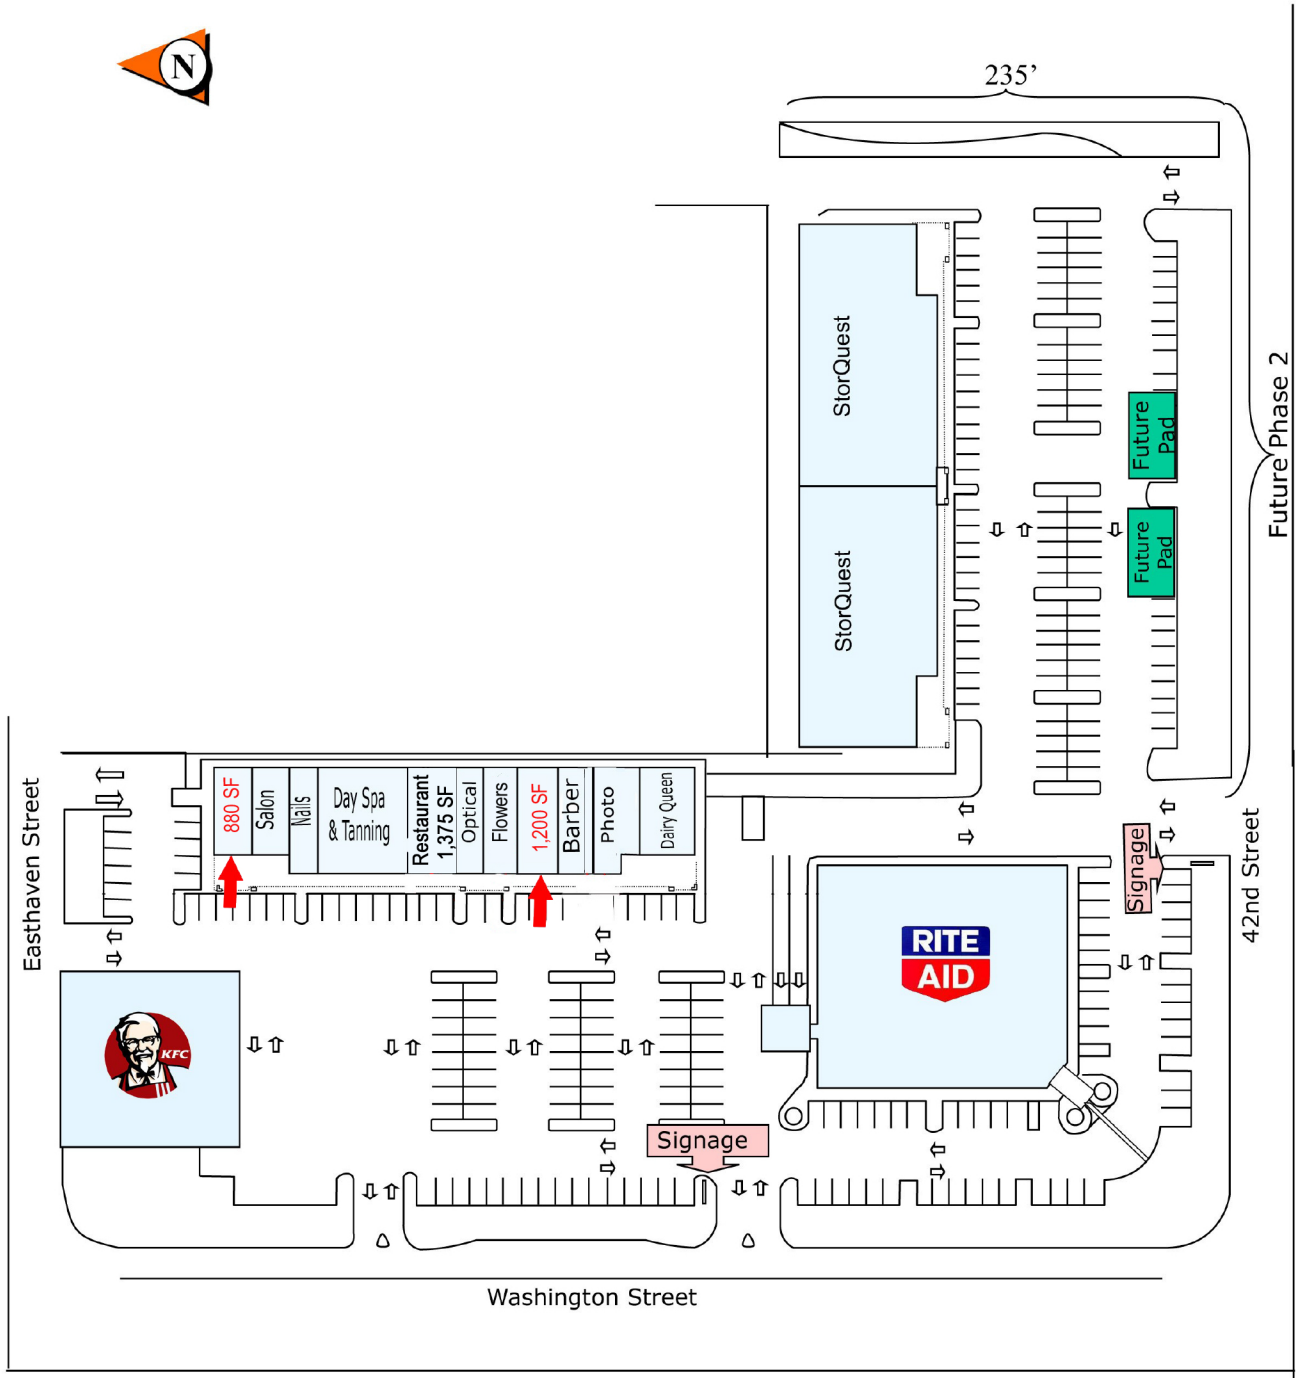 N
235’
StorQuest
StorQuest
Future
Pad
Future
Pad
Future Phase 2
Easthaven Street
880 SF
Salon
Nails
Day Spa
& Tanning
Restaurant
1,375 SF
Optical
Flowers
1,200 SF
Barber
Photo
Dairy Queen
Signage
42nd Street
RITE
AID
KFC
Signage
Washington Street